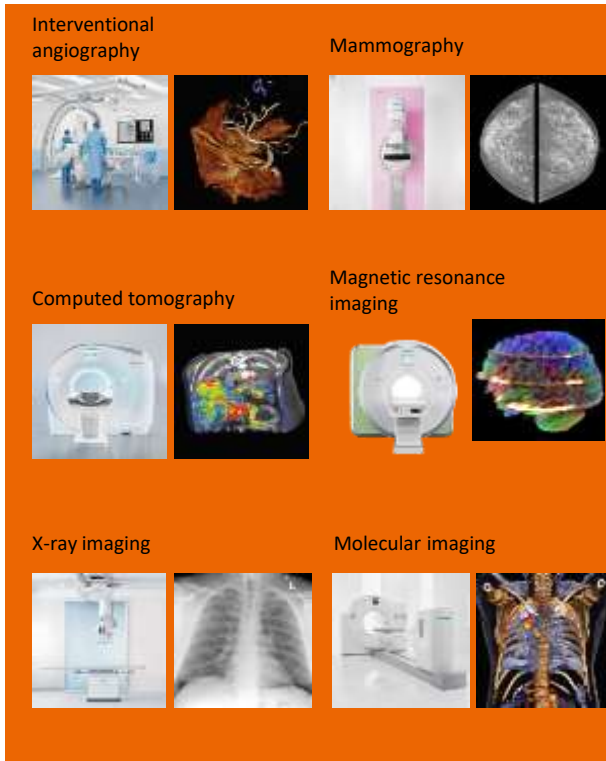 Interventional
angiography
Mammography
Computed tomography
Magnetic resonance
imaging
X-ray imaging
L
Molecular imaging